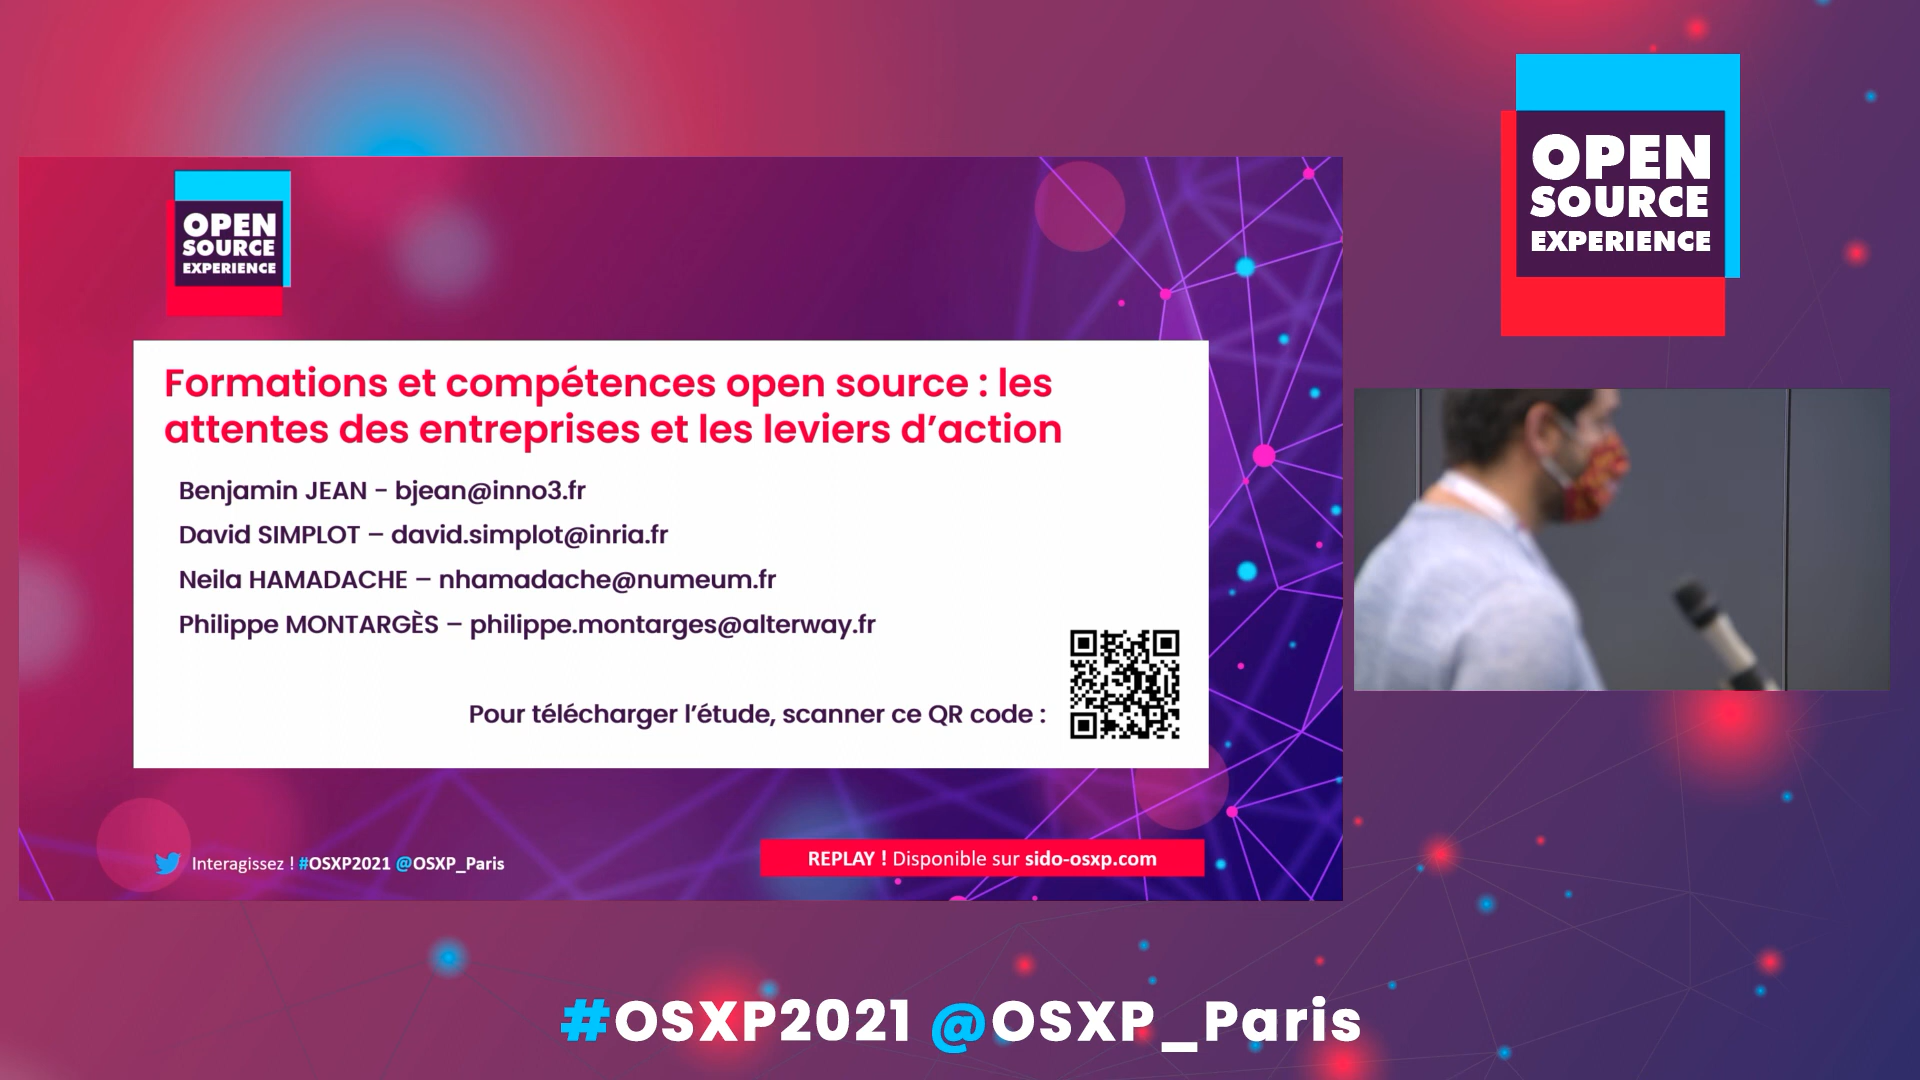 OPEN
SOURCE
EXPERIENCE
Formations et compétences open source : les
attentes des entreprises et les leviers d’action
Benjamin JEAN - bjean@inno3.fr
David SIMPLOT – david.simplot@inria.fr
Neila HAMADACHE – nhamadache@numeum.fr
Philippe MONTARGÈS – philippe.montarges@alterway.fr
Pour télécharger l’étude, scanner ce QR code :
Interagissez ! #OSXP2021 @OSXP_Paris
REPLAY ! Disponible sur sido-osxp.com
OPEN
SOURCE
EXPERIENCE
#OSXP2021 @OSXP_Paris